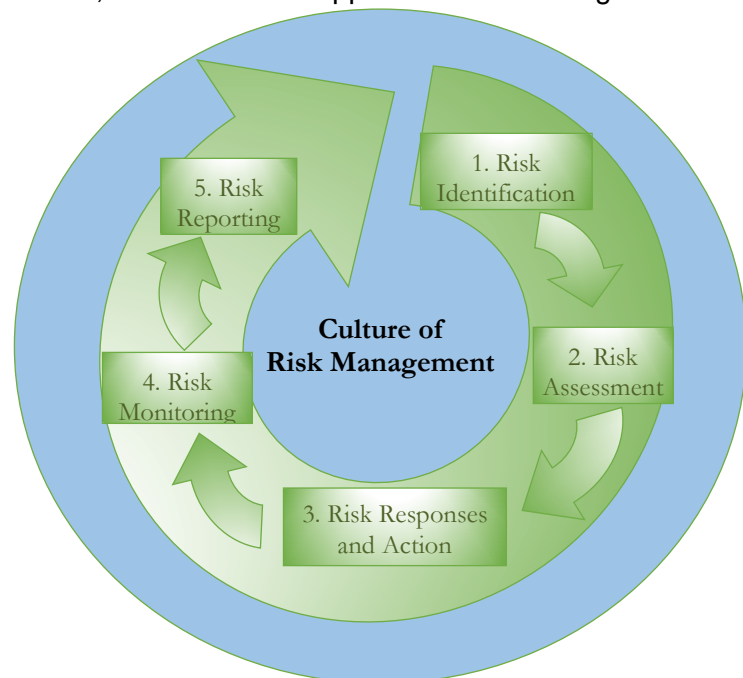 1. Risk
Identification
2. Risk
Assessment
3. Risk Responses
and Action
4. Risk
Monitoring
5. Risk
Reporting
Culture of
Risk Management